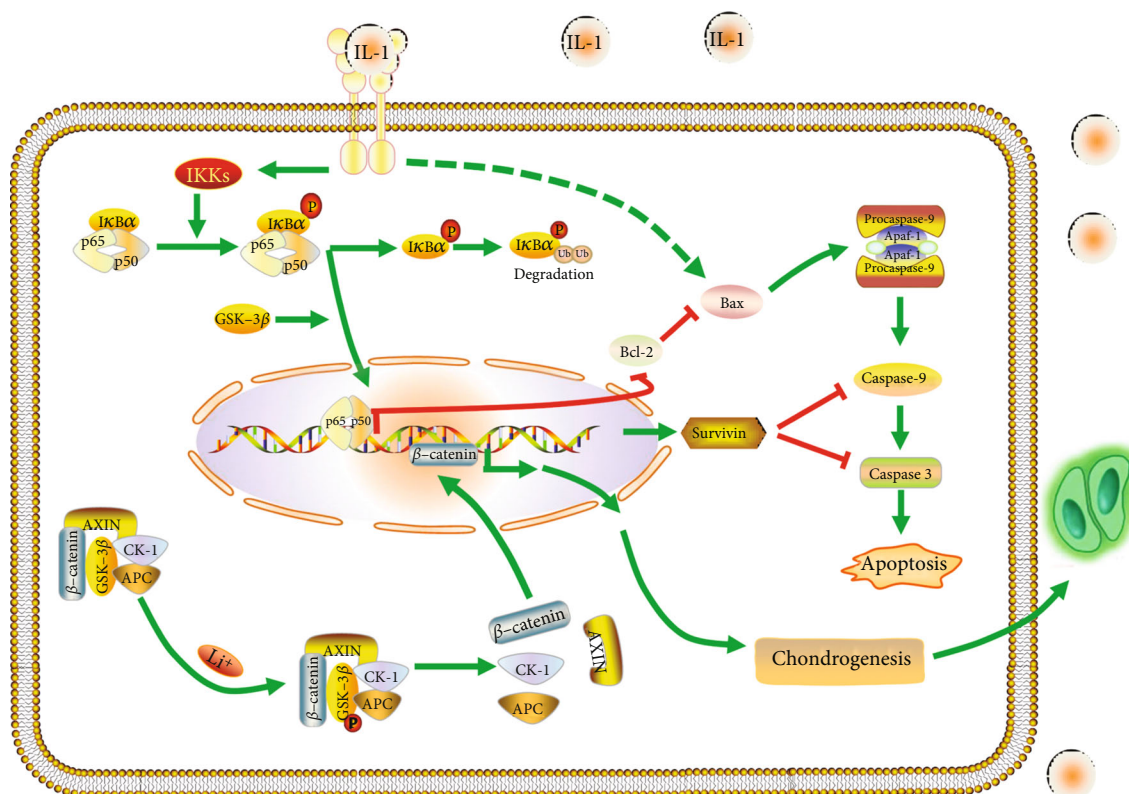 IL-1
IL-1
IL-1
IKKs
IκBα
p65
p50
P
IκBα
p65
p50
P
IκBα
P
IκBα
Ub Ub
Degradation
Procaspase-9
Apaf-1
Apaf-1
Procaspase-9
GSK–3β
Bax
Bcl-2
Caspase-9
p65 p50
Survivin
β–catenin
Caspase 3
Apoptosis
AXIN
β–catenin
GSK–3β
CK-1
APC
Li+
AXIN
β–catenin
GSK–3β
CK-1
APC
P
β–catenin
AXIN
CK-1
APC
Chondrogenesis